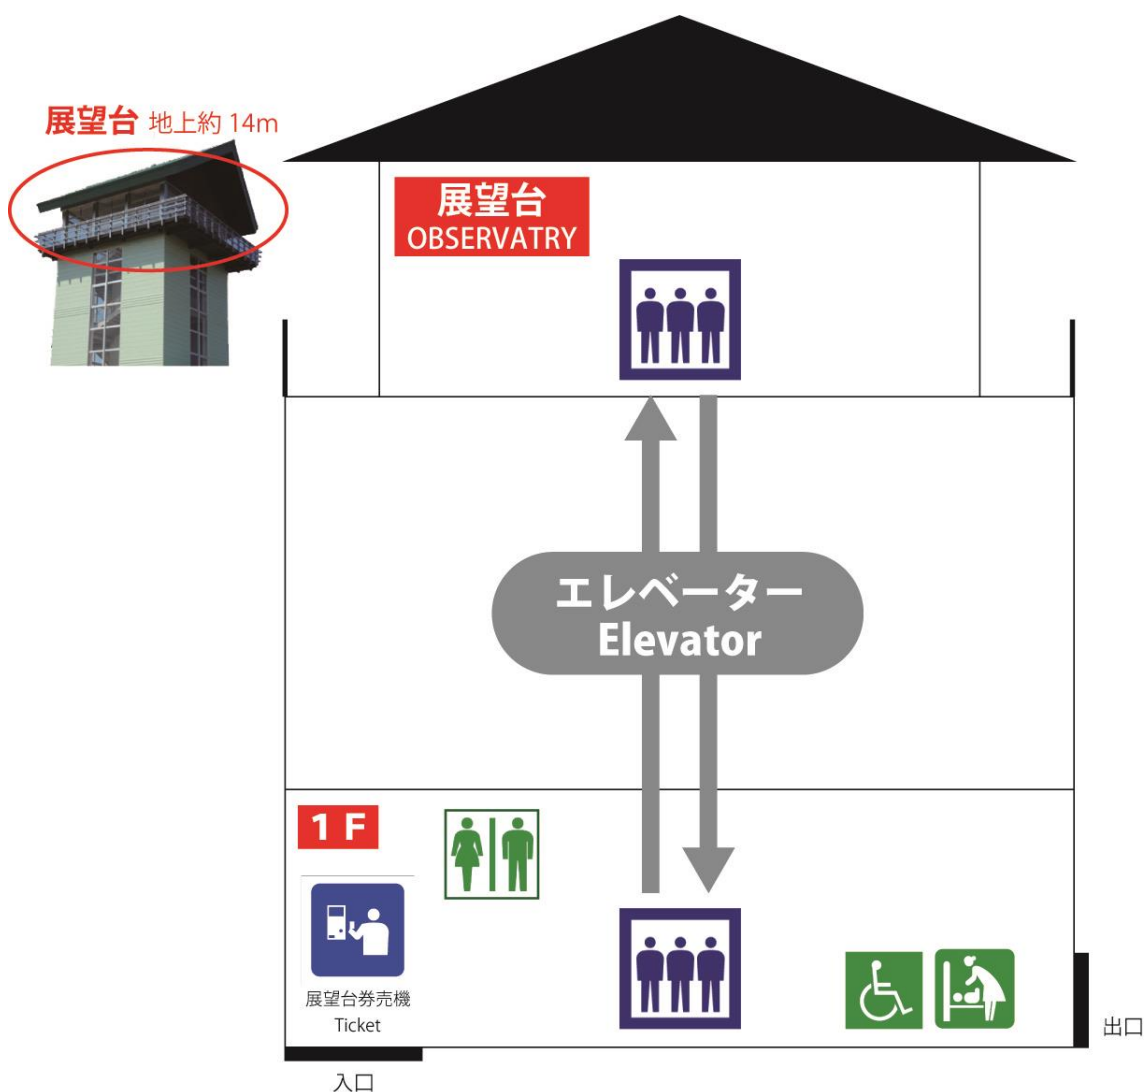 展望台 地上約 14m
展望台
OBSERVATRY
エレベーター
Elevator
1 F
展望台券売機
Ticket
出口
入口